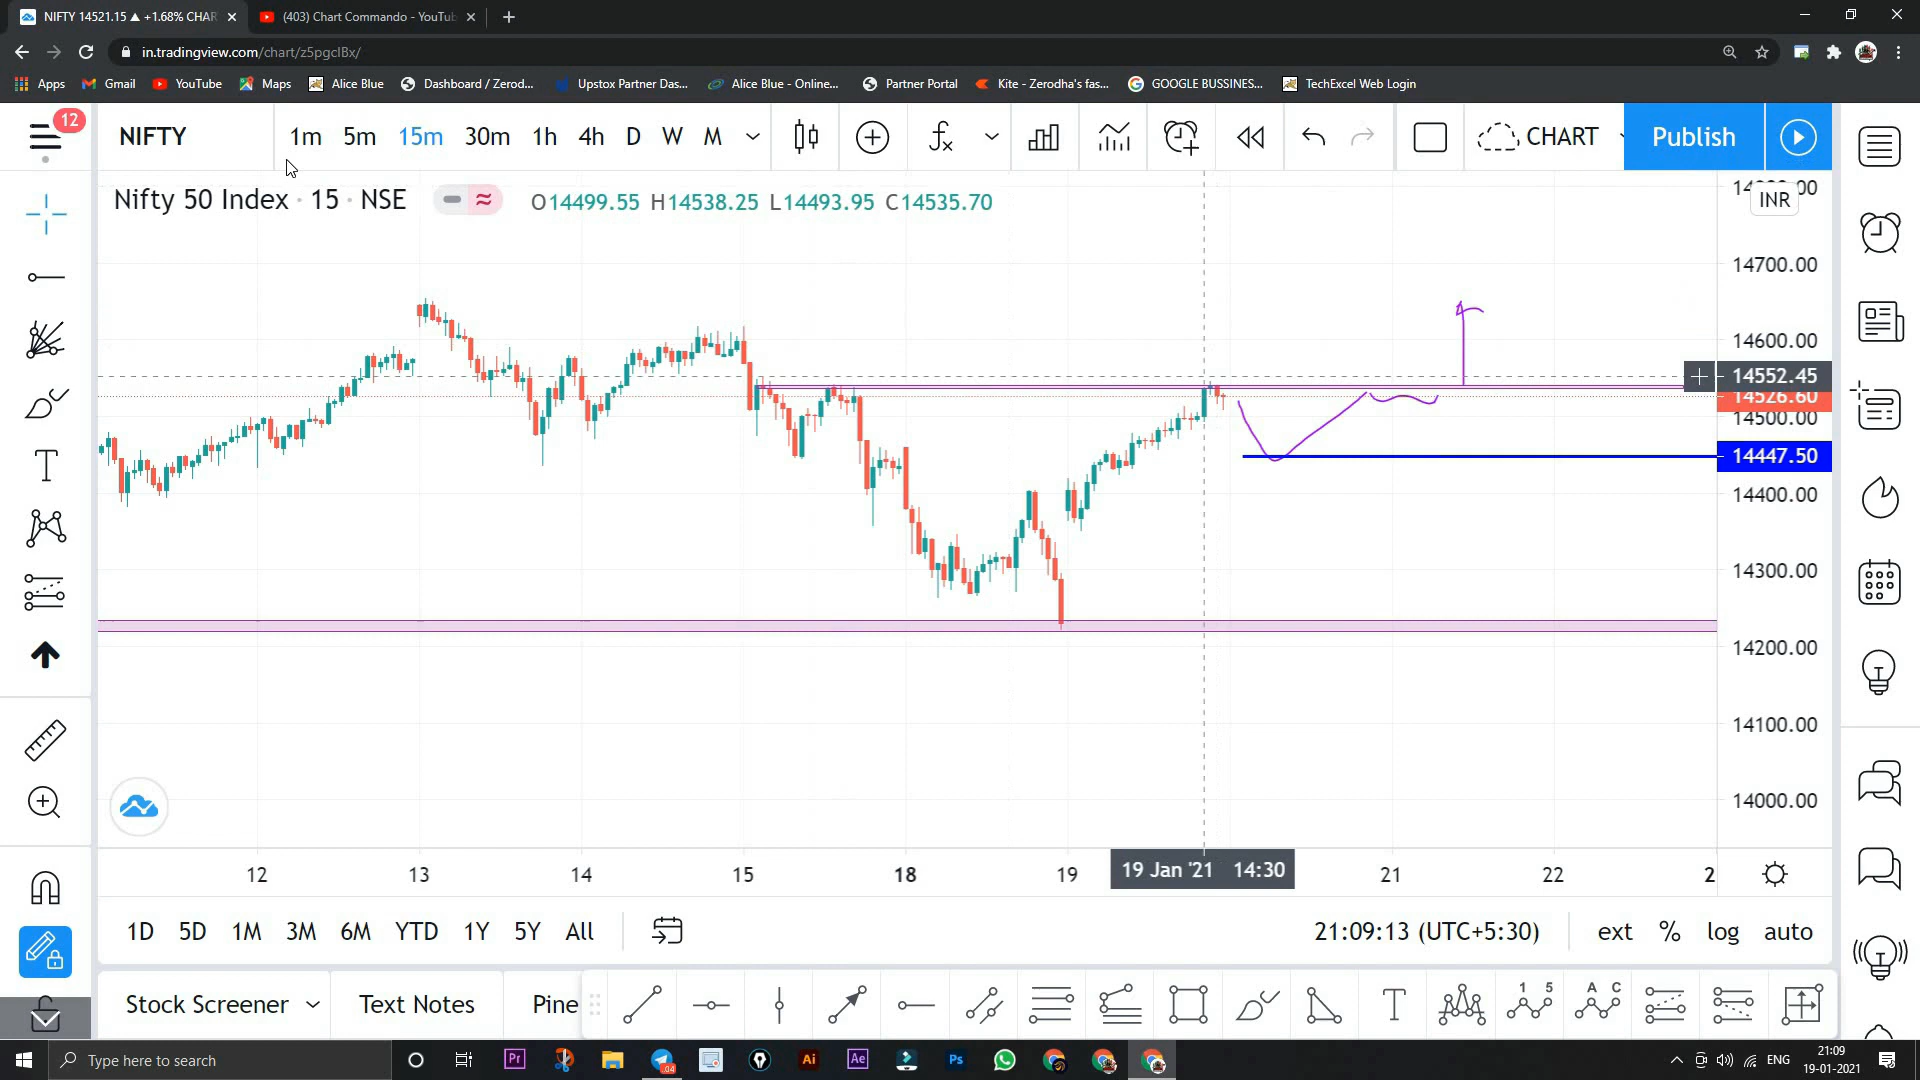 NIFTY 14521.15 ▲ +1.68% CHAR
(403) Chart Commando - YouTub
in.tradingview.com/chart/z5pgclBx/
Apps Gmail YouTube Maps Alice Blue Dashboard / Zerod... Upstox Partner Das... Alice Blue - Online... Partner Portal Kite - Zerodha's fas... GOOGLE BUSSINES... TechExcel Web Login
12
NIFTY 1m 5m 15m 30m 1h 4h D W M CHART Publish
Nifty 50 Index · 15 · NSE O14499.55 H14538.25 L14493.95 C14535.70
INR
14700.00
14600.00
14552.45
14526.60
14500.00
14447.50
14400.00
14300.00
14200.00
14100.00
14000.00
12 13 14 15 18 19 19 Jan '21 14:30 21 22 2
1D 5D 1M 3M 6M YTD 1Y 5Y All 21:09:13 (UTC+5:30) ext % log auto
Stock Screener Text Notes Pine
Type here to search
ENG
21:09
19-01-2021